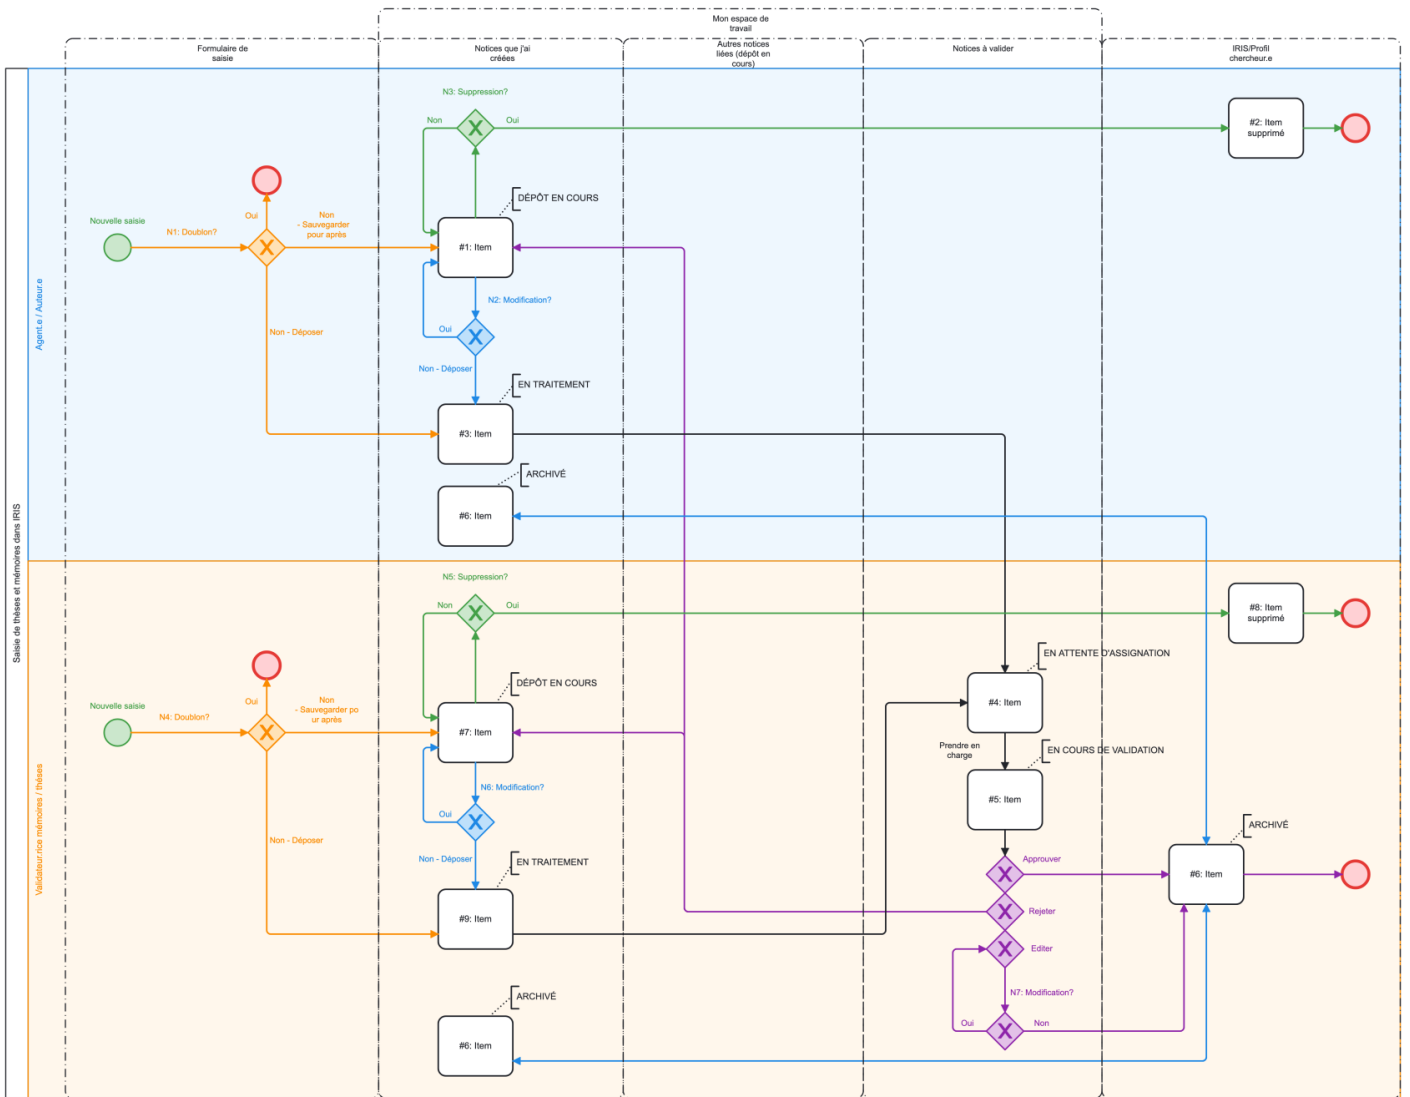 Mon espace de
travail
Formulaire de
saisie
Notices que j'ai
créées
Autres notices
liées (dépôt en
cours)
Notices à valider
IRIS/Profil
chercheur.e
Saisie de thèses et mémoires dans IRIS
Agent.e / Auteur.e
N3: Suppression?
Non
Oui
#2: Item
supprimé
DÉPÔT EN COURS
Nouvelle saisie
N1: Doublon?
Oui
Non
- Sauvegarder
pour après
#1: Item
N2: Modification?
Oui
Non - Déposer
Non - Déposer
EN TRAITEMENT
#3: Item
ARCHIVÉ
#6: Item
Validateur.rice mémoires / thèses
N5: Suppression?
Non
Oui
#8: Item
supprimé
EN ATTENTE D'ASSIGNATION
DÉPÔT EN COURS
Nouvelle saisie
N4: Doublon?
Oui
Non
- Sauvegarder po
ur après
#7: Item
#4: Item
Prendre en
charge
EN COURS DE VALIDATION
N6: Modification?
#5: Item
Oui
Non - Déposer
Non - Déposer
ARCHIVÉ
EN TRAITEMENT
Approuver
#6: Item
#9: Item
Rejeter
Editer
N7: Modification?
ARCHIVÉ
Oui
Non
#6: Item